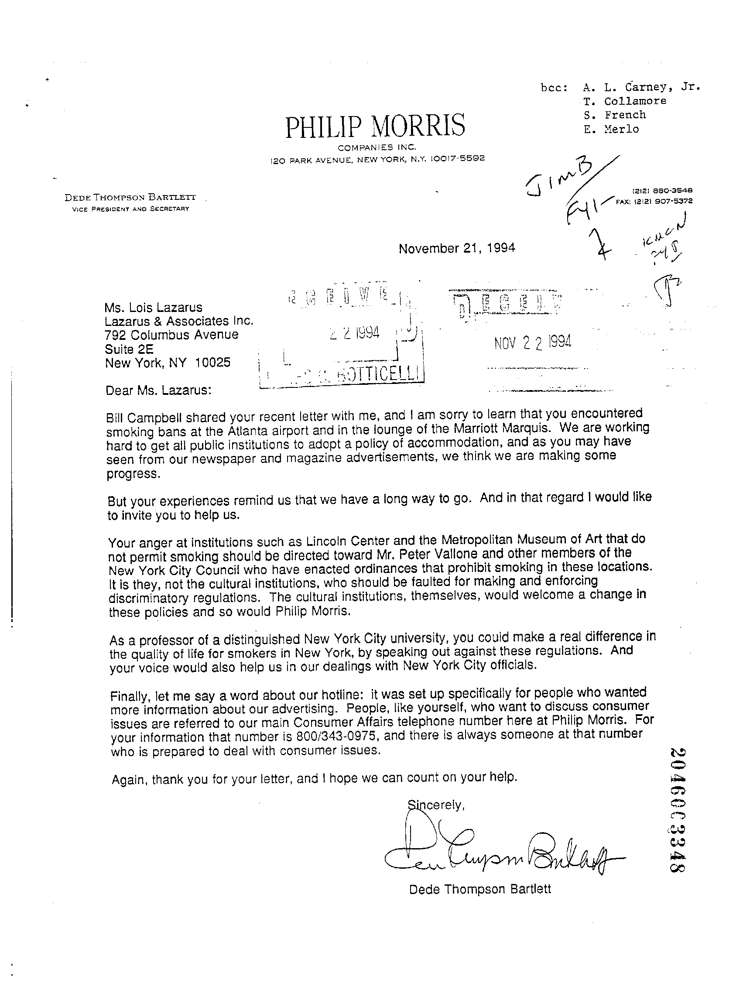 bcc: A. L. Carney, Jr.
T. Collamore
S. French
E. Merlo
PHILIP MORRIS
COMPANIES INC.
120 PARK AVENUE, NEW YORK, N.Y. 10017-5592
JIM B
FYI
DEDE THOMPSON BARTLETT
VICE PRESIDENT AND SECRETARY
(212) 880-3548
FAX: (212) 907-5372
November 21, 1994
Ms. Lois Lazarus
Lazarus & Associates Inc.
792 Columbus Avenue
Suite 2E
New York, NY 10025
22 1994
BOTTICELLI
NOV 22 1994
Dear Ms. Lazarus:
Bill Campbell shared your recent letter with me, and I am sorry to learn that you encountered
smoking bans at the Atlanta airport and in the lounge of the Marriott Marquis. We are working
hard to get all public institutions to adopt a policy of accommodation, and as you may have
seen from our newspaper and magazine advertisements, we think we are making some
progress.
But your experiences remind us that we have a long way to go. And in that regard I would like
to invite you to help us.
Your anger at institutions such as Lincoln Center and the Metropolitan Museum of Art that do
not permit smoking should be directed toward Mr. Peter Vallone and other members of the
New York City Council who have enacted ordinances that prohibit smoking in these locations.
It is they, not the cultural institutions, who should be faulted for making and enforcing
discriminatory regulations. The cultural institutions, themselves, would welcome a change in
these policies and so would Philip Morris.
As a professor of a distinguished New York City university, you could make a real difference in
the quality of life for smokers in New York, by speaking out against these regulations. And
your voice would also help us in our dealings with New York City officials.
Finally, let me say a word about our hotline: it was set up specifically for people who wanted
more information about our advertising. People, like yourself, who want to discuss consumer
issues are referred to our main Consumer Affairs telephone number here at Philip Morris. For
your information that number is 800/343-0975, and there is always someone at that number
who is prepared to deal with consumer issues.
Again, thank you for your letter, and I hope we can count on your help.
Sincerely,
Dede Thompson Bartlett
2046003348